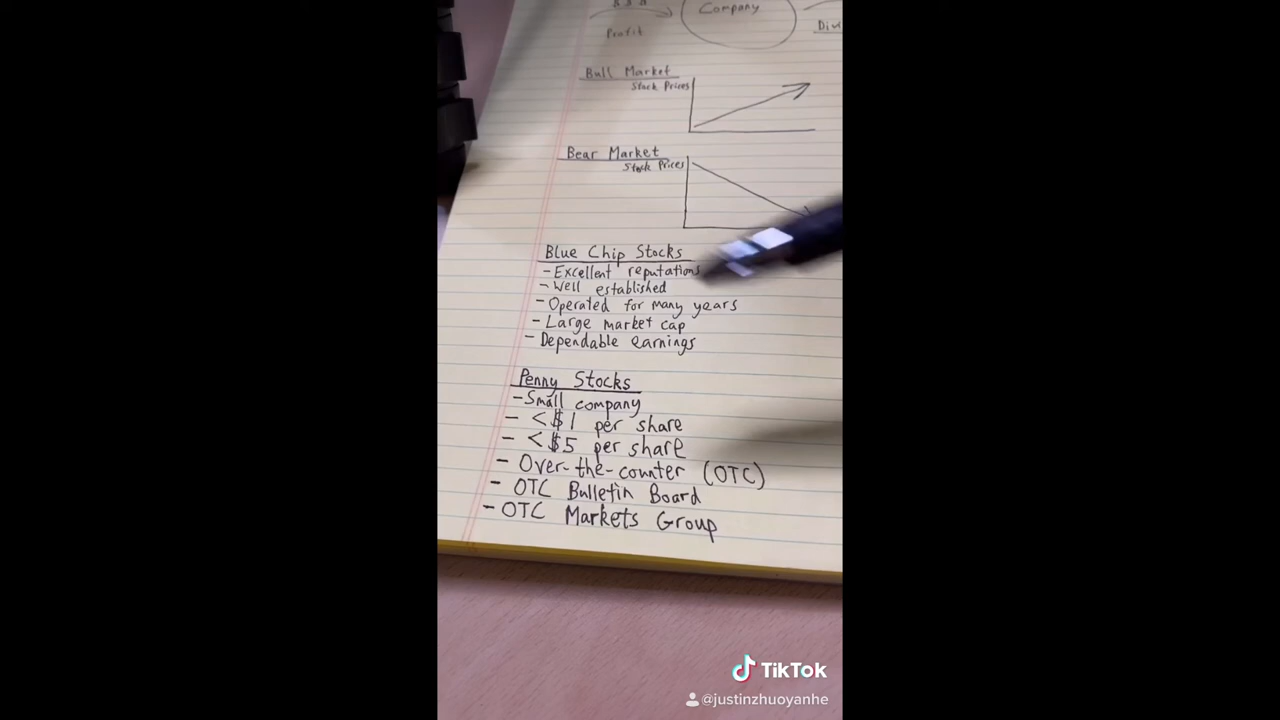 Company
Profit
Divi
Bull Market
Stock Prices
Bear Market
Stock Prices
Blue Chip Stocks
- Excellent reputations
- Well established
- Operated for many years
- Large market cap
- Dependable earnings
Penny Stocks
- Small company
- < $1 per share
- < $5 per share
- Over-the-counter (OTC)
- OTC Bulletin Board
- OTC Markets Group
TikTok
@justinzhuoyanhe